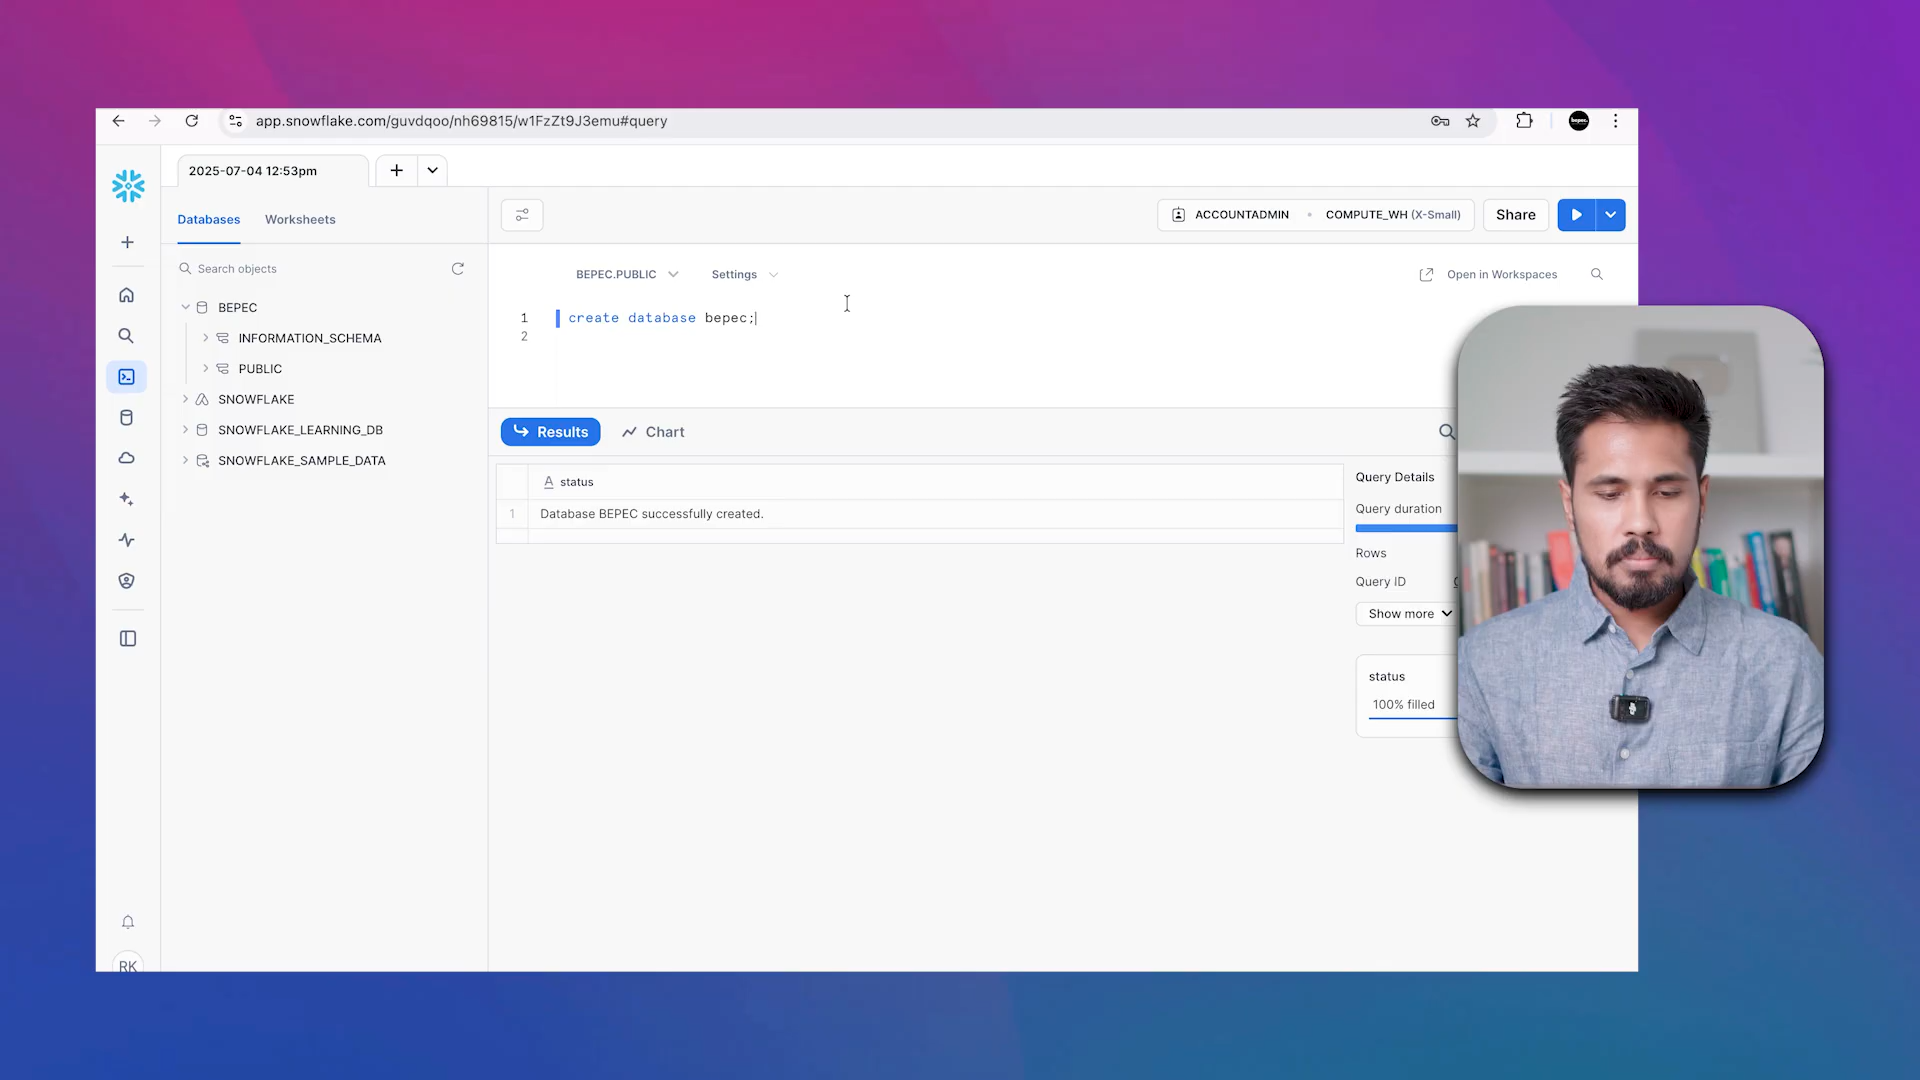 app.snowflake.com/guvdqoo/nh69815/w1FzZt9J3emu#query
2025-07-04 12:53pm
Databases
Worksheets
ACCOUNTADMIN
COMPUTE_WH (X-Small)
Share
Search objects
BEPEC.PUBLIC
Settings
Open in Workspaces
BEPEC
INFORMATION_SCHEMA
PUBLIC
SNOWFLAKE
SNOWFLAKE_LEARNING_DB
SNOWFLAKE_SAMPLE_DATA
1 create database bepec;
2
Results
Chart
A status
1 Database BEPEC successfully created.
Query Details
Query duration
Rows
Query ID
Show more
status
100% filled
RK